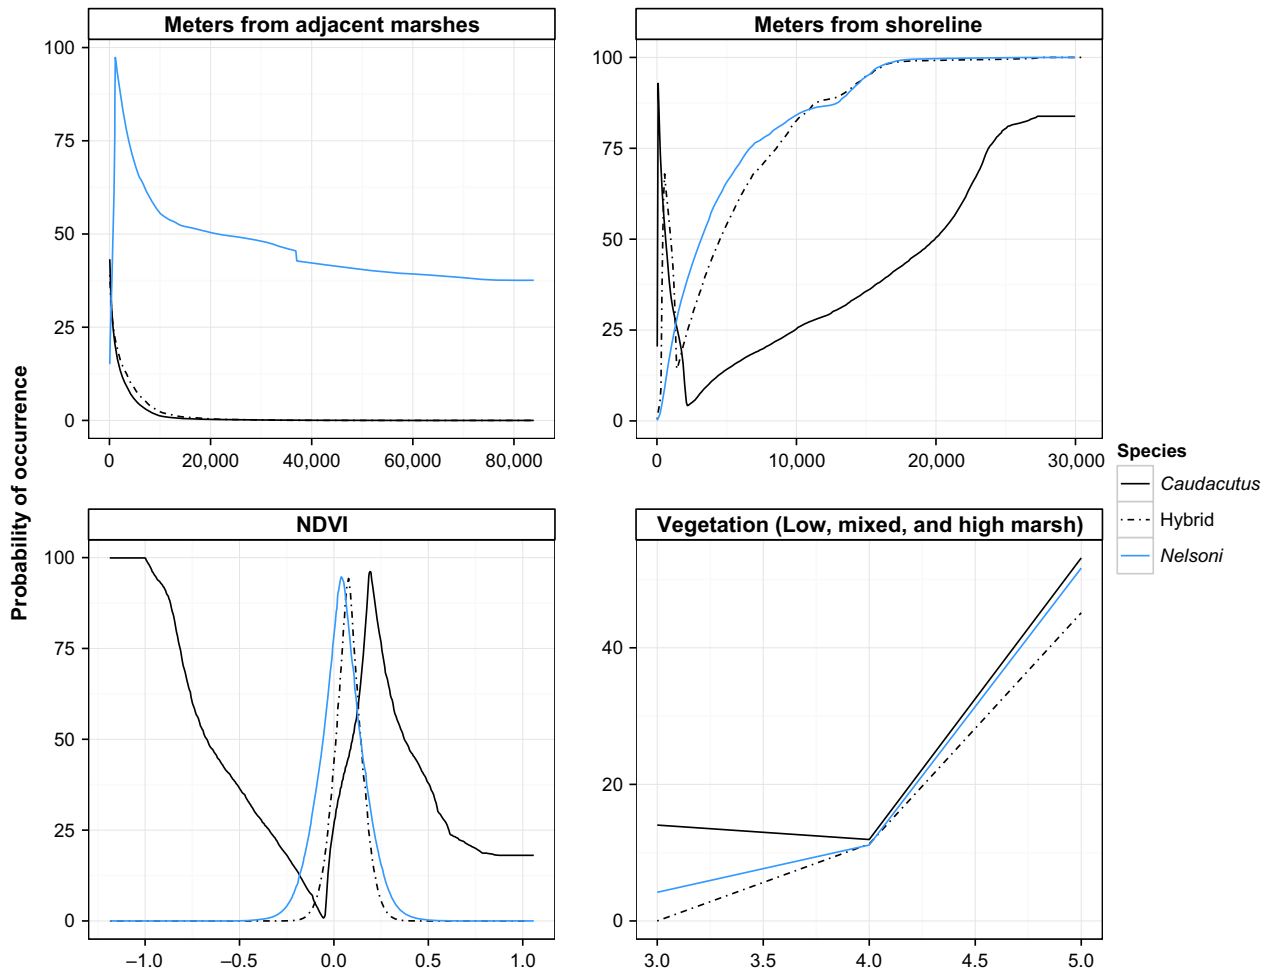 Meters from adjacent marshes
Meters from shoreline
100
75
50
25
0
0 20,000 40,000 60,000 80,000
100
75
50
25
0
0 10,000 20,000 30,000
Probability of occurrence
Species
Caudacutus
Hybrid
Nelsoni
NDVI
Vegetation (Low, mixed, and high marsh)
100
75
50
25
0
–1.0 –0.5 0.0 0.5 1.0
40
20
0
3.0 3.5 4.0 4.5 5.0